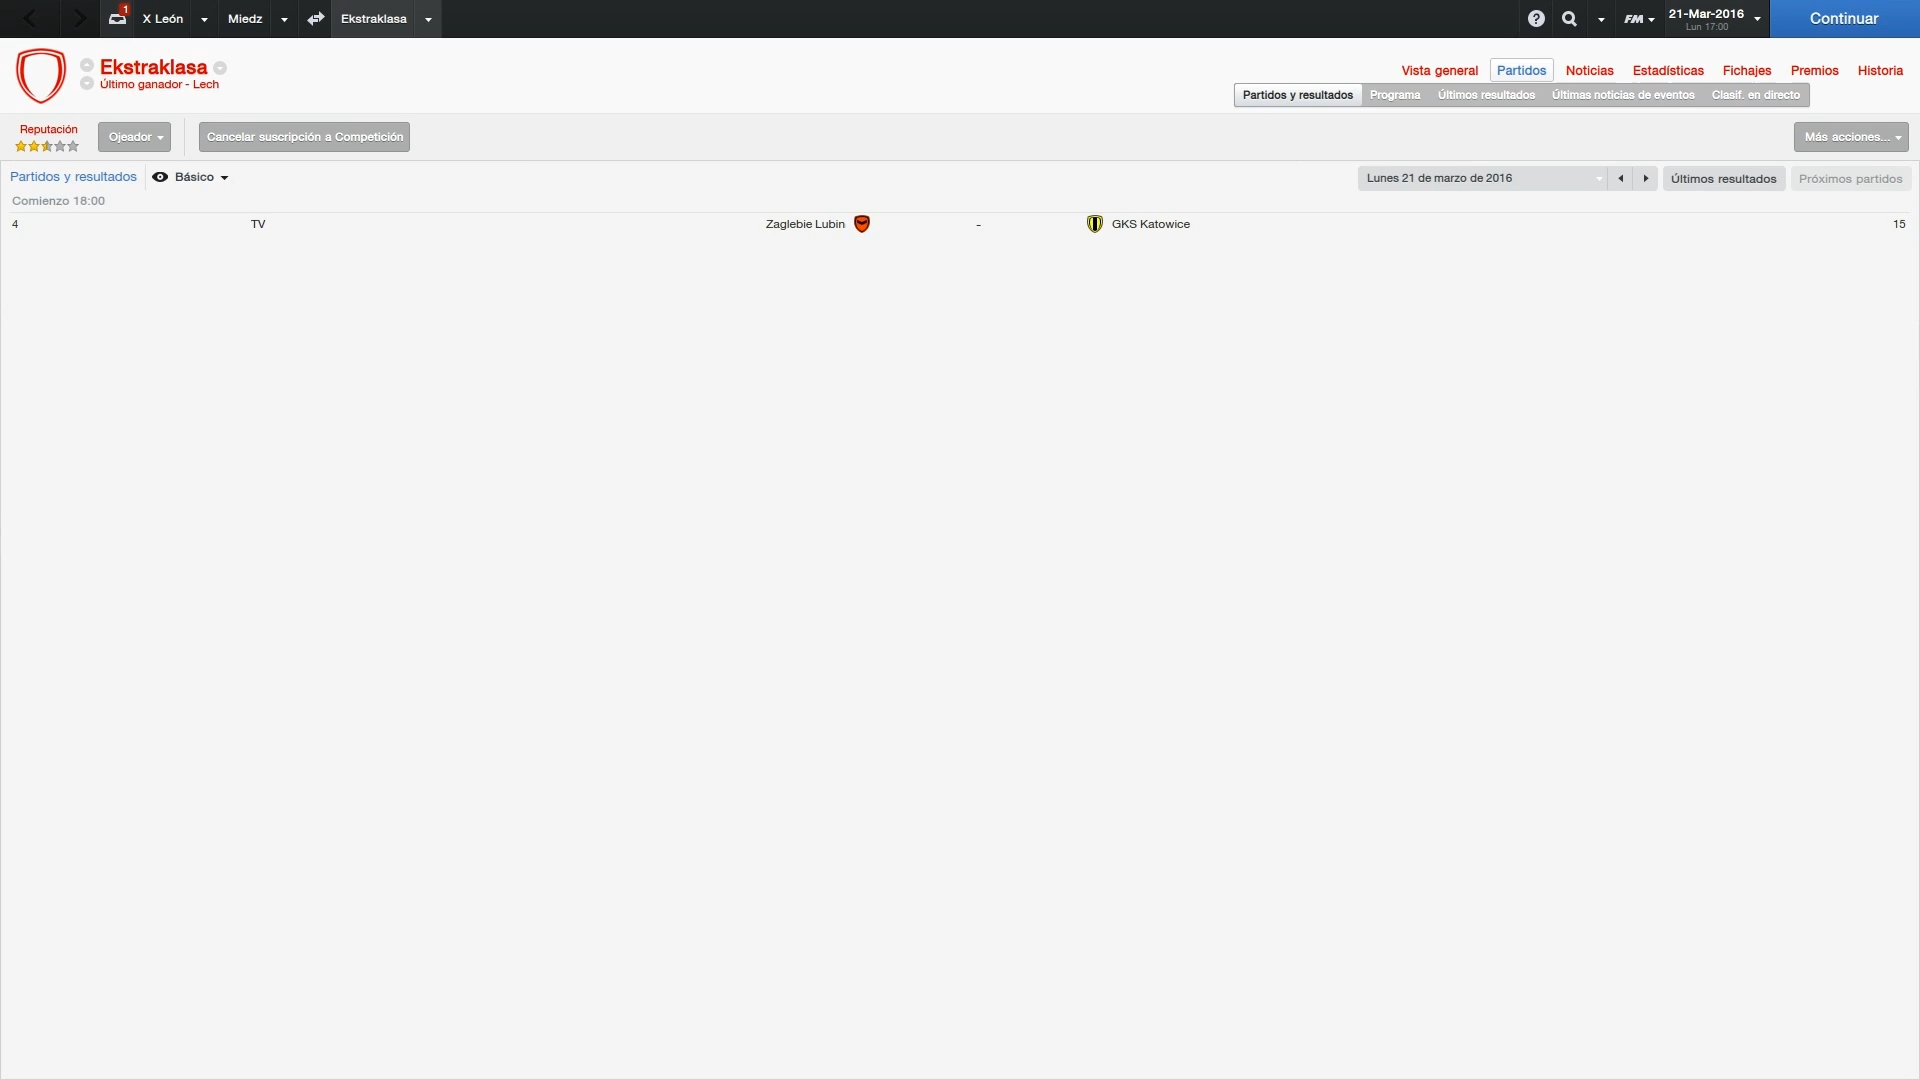 1
X León Miedz Ekstraklasa ? FM 21-Mar-2016 Continuar
Lun 17:00
Ekstraklasa
Último ganador - Lech
Vista general Partidos Noticias Estadísticas Fichajes Premios Historia
Partidos y resultados Programa Últimos resultados Últimas noticias de eventos Clasif. en directo
Reputación
Ojeador Cancelar suscripción a Competición Más acciones...
Partidos y resultados Básico Lunes 21 de marzo de 2016 Últimos resultados Próximos partidos
Comienzo 18:00
4 TV Zaglebie Lubin - GKS Katowice 15